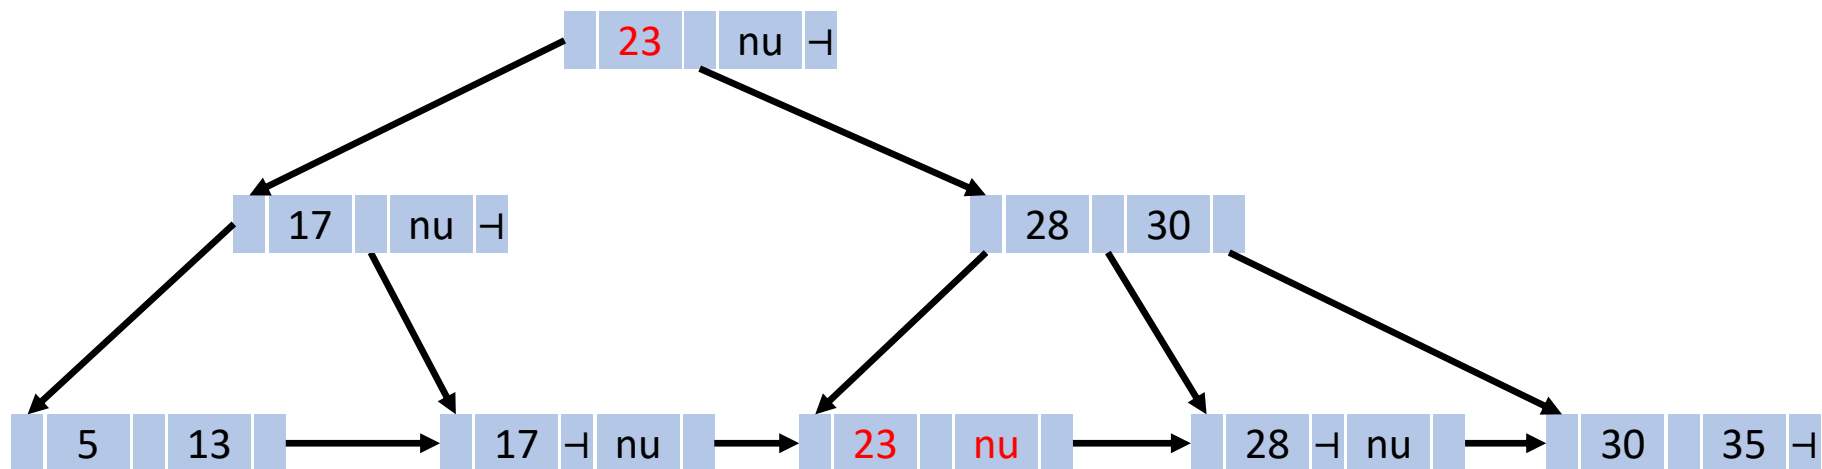 23 nu ⊣
17 nu ⊣ 28 30
5 13 17 ⊣ nu 23 nu 28 ⊣ nu 30 35 ⊣